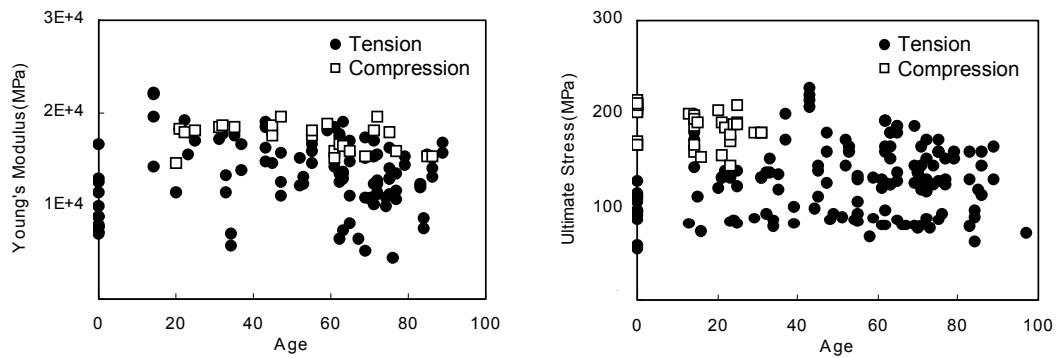 3E+4
2E+4
1E+4
Young's Modulus(MPa)
Tension
Compression
0
20
40
60
80
100
Age
300
200
100
Ultimate Stress(MPa)
Tension
Compression
0
20
40
60
80
100
Age